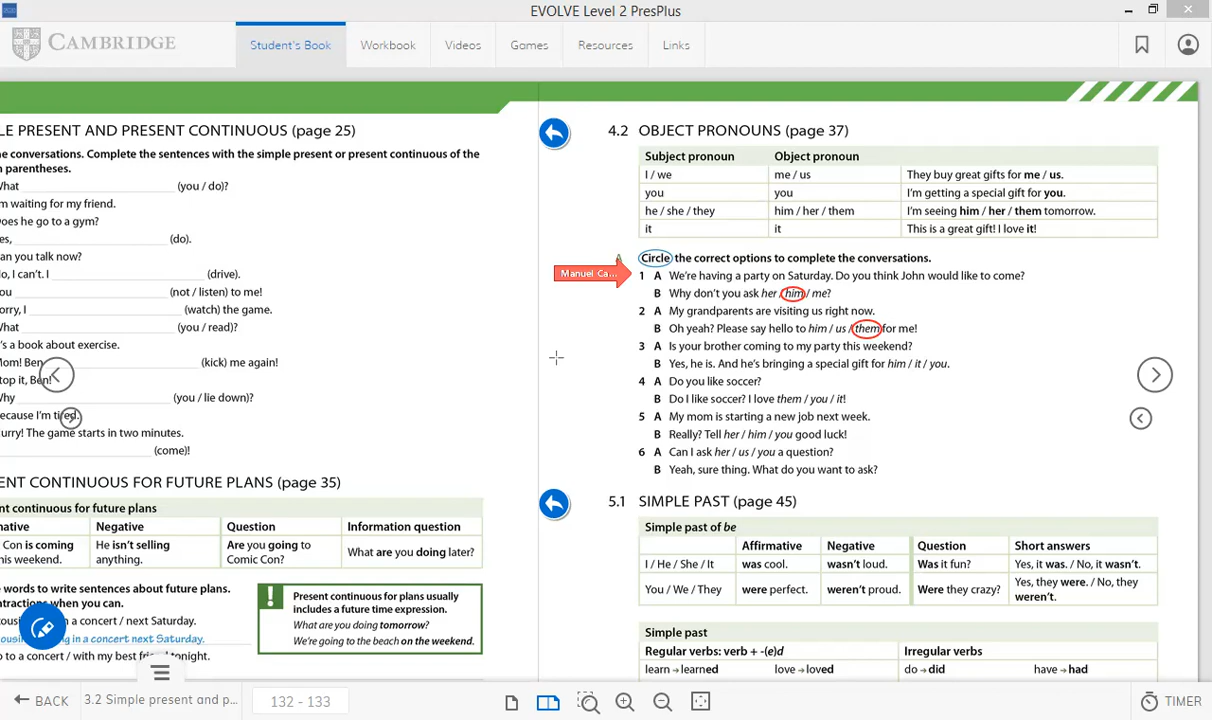 EVOLVE Level 2 PresPlus
CAMBRIDGE
Student's Book
Workbook
Videos
Games
Resources
Links
LE PRESENT AND PRESENT CONTINUOUS (page 25)
he conversations. Complete the sentences with the simple present or present continuous of the
parentheses.
What (you / do)?
m waiting for my friend.
Does he go to a gym?
es, (do).
an you talk now?
o, I can't. I (drive).
ou (not / listen) to me!
orry, I (watch) the game.
What (you / read)?
's a book about exercise.
Mom! Ben (kick) me again!
top it, Ben!
Why (you / lie down)?
ecause I'm tired.
urry! The game starts in two minutes.
(come)!
ENT CONTINUOUS FOR FUTURE PLANS (page 35)
nt continuous for future plans
mative Negative Question Information question
Con is coming He isn't selling Are you going to What are you doing later?
his weekend. anything. Comic Con?
e words to write sentences about future plans.
tractions when you can.
in a concert / next Saturday.
in a concert next Saturday.
o to a concert / with my best friend tonight.
Present continuous for plans usually
includes a future time expression.
What are you doing tomorrow?
We're going to the beach on the weekend.
4.2 OBJECT PRONOUNS (page 37)
Subject pronoun Object pronoun
I / we me / us They buy great gifts for me / us.
you you I'm getting a special gift for you.
he / she / they him / her / them I'm seeing him / her / them tomorrow.
it it This is a great gift! I love it!
A Circle the correct options to complete the conversations.
Manuel Ca...
1 A We're having a party on Saturday. Do you think John would like to come?
B Why don't you ask her / him / me?
2 A My grandparents are visiting us right now.
B Oh yeah? Please say hello to him / us / them for me!
3 A Is your brother coming to my party this weekend?
B Yes, he is. And he's bringing a special gift for him / it / you.
4 A Do you like soccer?
B Do I like soccer? I love them / you / it!
5 A My mom is starting a new job next week.
B Really? Tell her / him / you good luck!
6 A Can I ask her / us / you a question?
B Yeah, sure thing. What do you want to ask?
5.1 SIMPLE PAST (page 45)
Simple past of be
Affirmative Negative Question Short answers
I / He / She / It was cool. wasn't loud. Was it fun? Yes, it was. / No, it wasn't.
You / We / They were perfect. weren't proud. Were they crazy? Yes, they were. / No, they
weren't.
Simple past
Regular verbs: verb + -(e)d Irregular verbs
learn → learned love → loved do → did have → had
BACK
3.2 Simple present and p...
132 - 133
TIMER